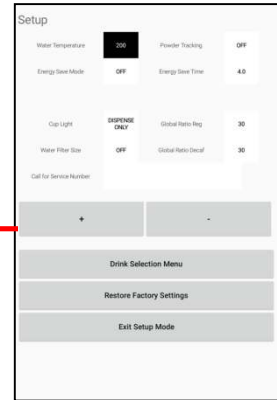 Setup
Water Temperature 200 Powder Tracking OFF
Energy Save Mode OFF Energy Save Time 4.0
Cup Light DISPENSE ONLY Global Ratio Reg 30
Water Filter Size OFF Global Ratio Decaf 30
Call for Service Number
+ -
Drink Selection Menu
Restore Factory Settings
Exit Setup Mode